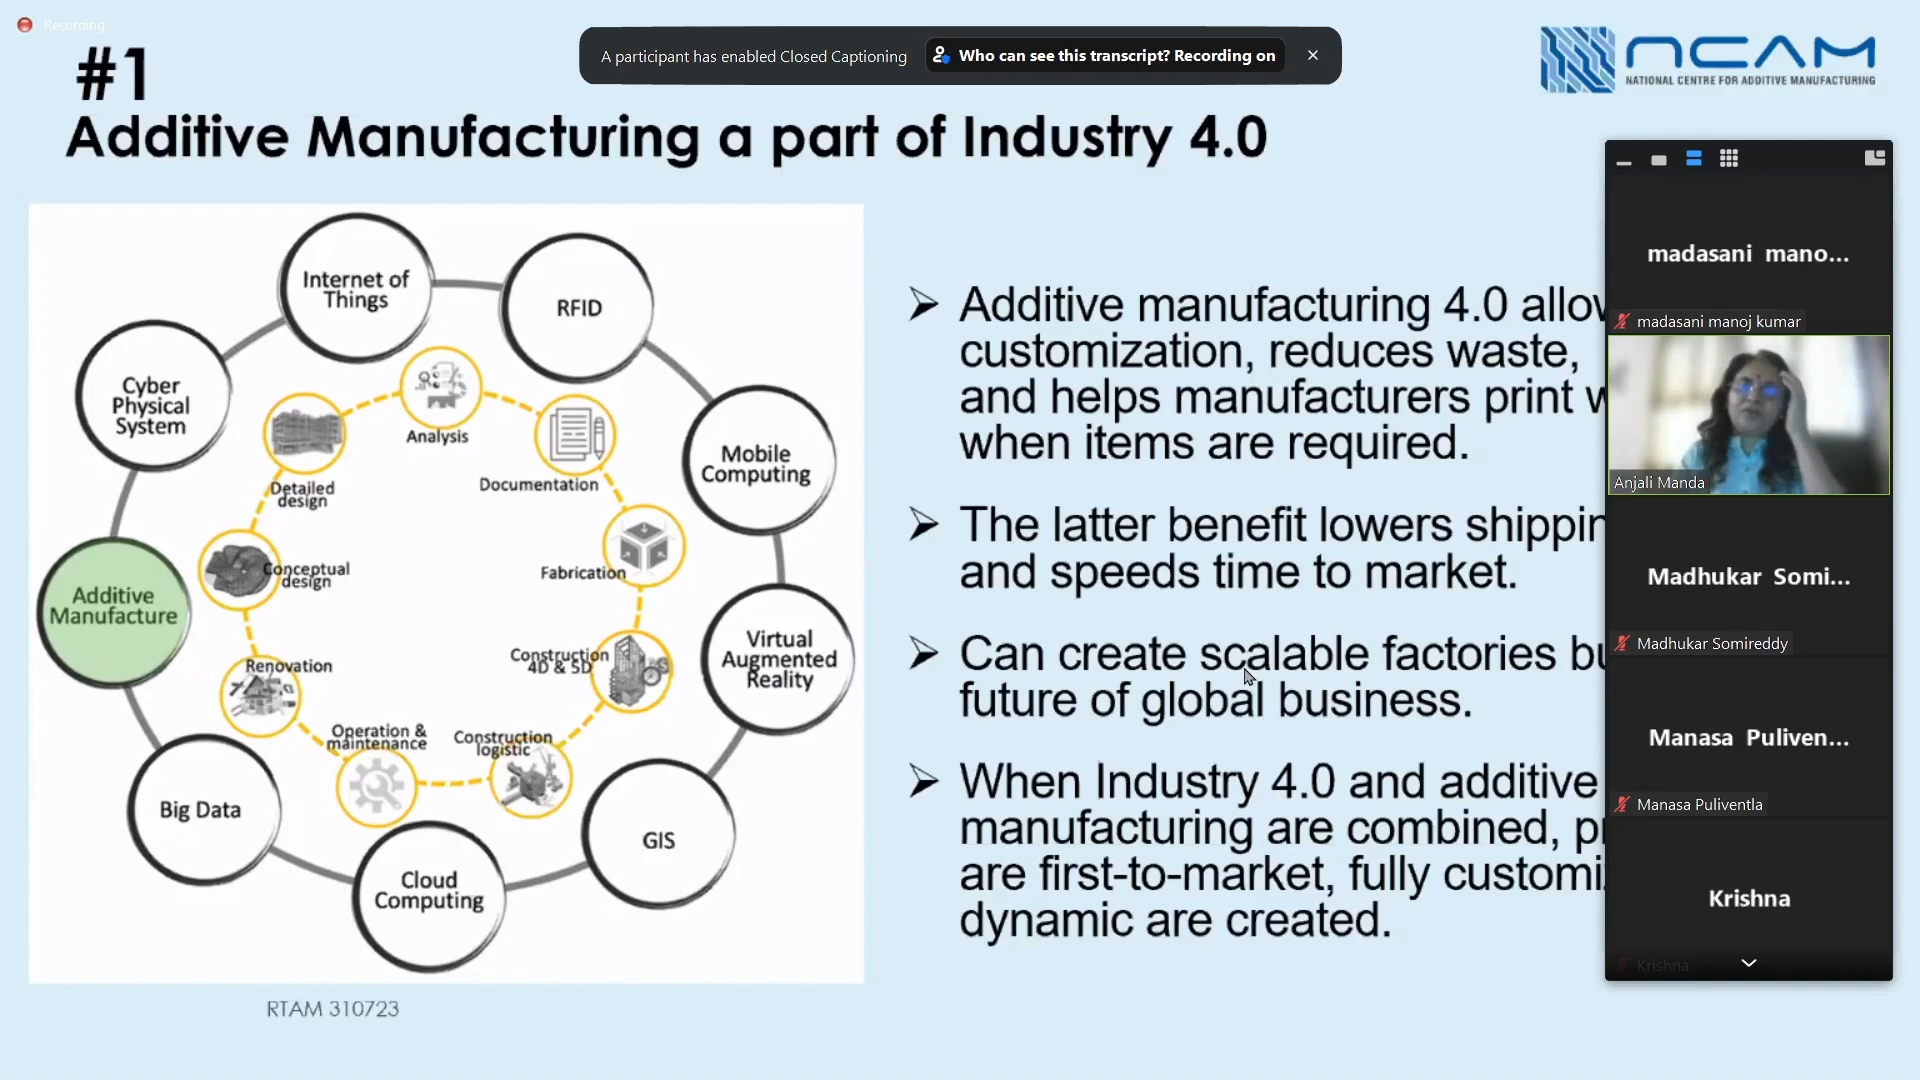 Recording
A participant has enabled Closed Captioning
Who can see this transcript? Recording on
#1
Additive Manufacturing a part of Industry 4.0
NCAM
NATIONAL CENTRE FOR ADDITIVE MANUFACTURING
Internet of
Things
RFID
Cyber
Physical
System
Mobile
Computing
Additive
Manufacture
Virtual
Augmented
Reality
Big Data
Cloud
Computing
GIS
Analysis
Documentation
Detailed
design
Fabrication
Conceptual
design
Construction
4D & 5D
Renovation
Operation &
maintenance
Construction
logistic
RTAM 310723
Additive manufacturing 4.0
customization, reduces waste,
and helps manufacturers print
when items are required.
The latter benefit lowers
and speeds time to market.
Can create scalable factories
future of global business.
When Industry 4.0 and additive
manufacturing are combined,
are first-to-market, fully
dynamic are created.
madasani mano...
madasani manoj kumar
Anjali Manda
Madhukar Somi...
Madhukar Somireddy
Manasa Puliven...
Manasa Puliventla
Krishna
Krishna